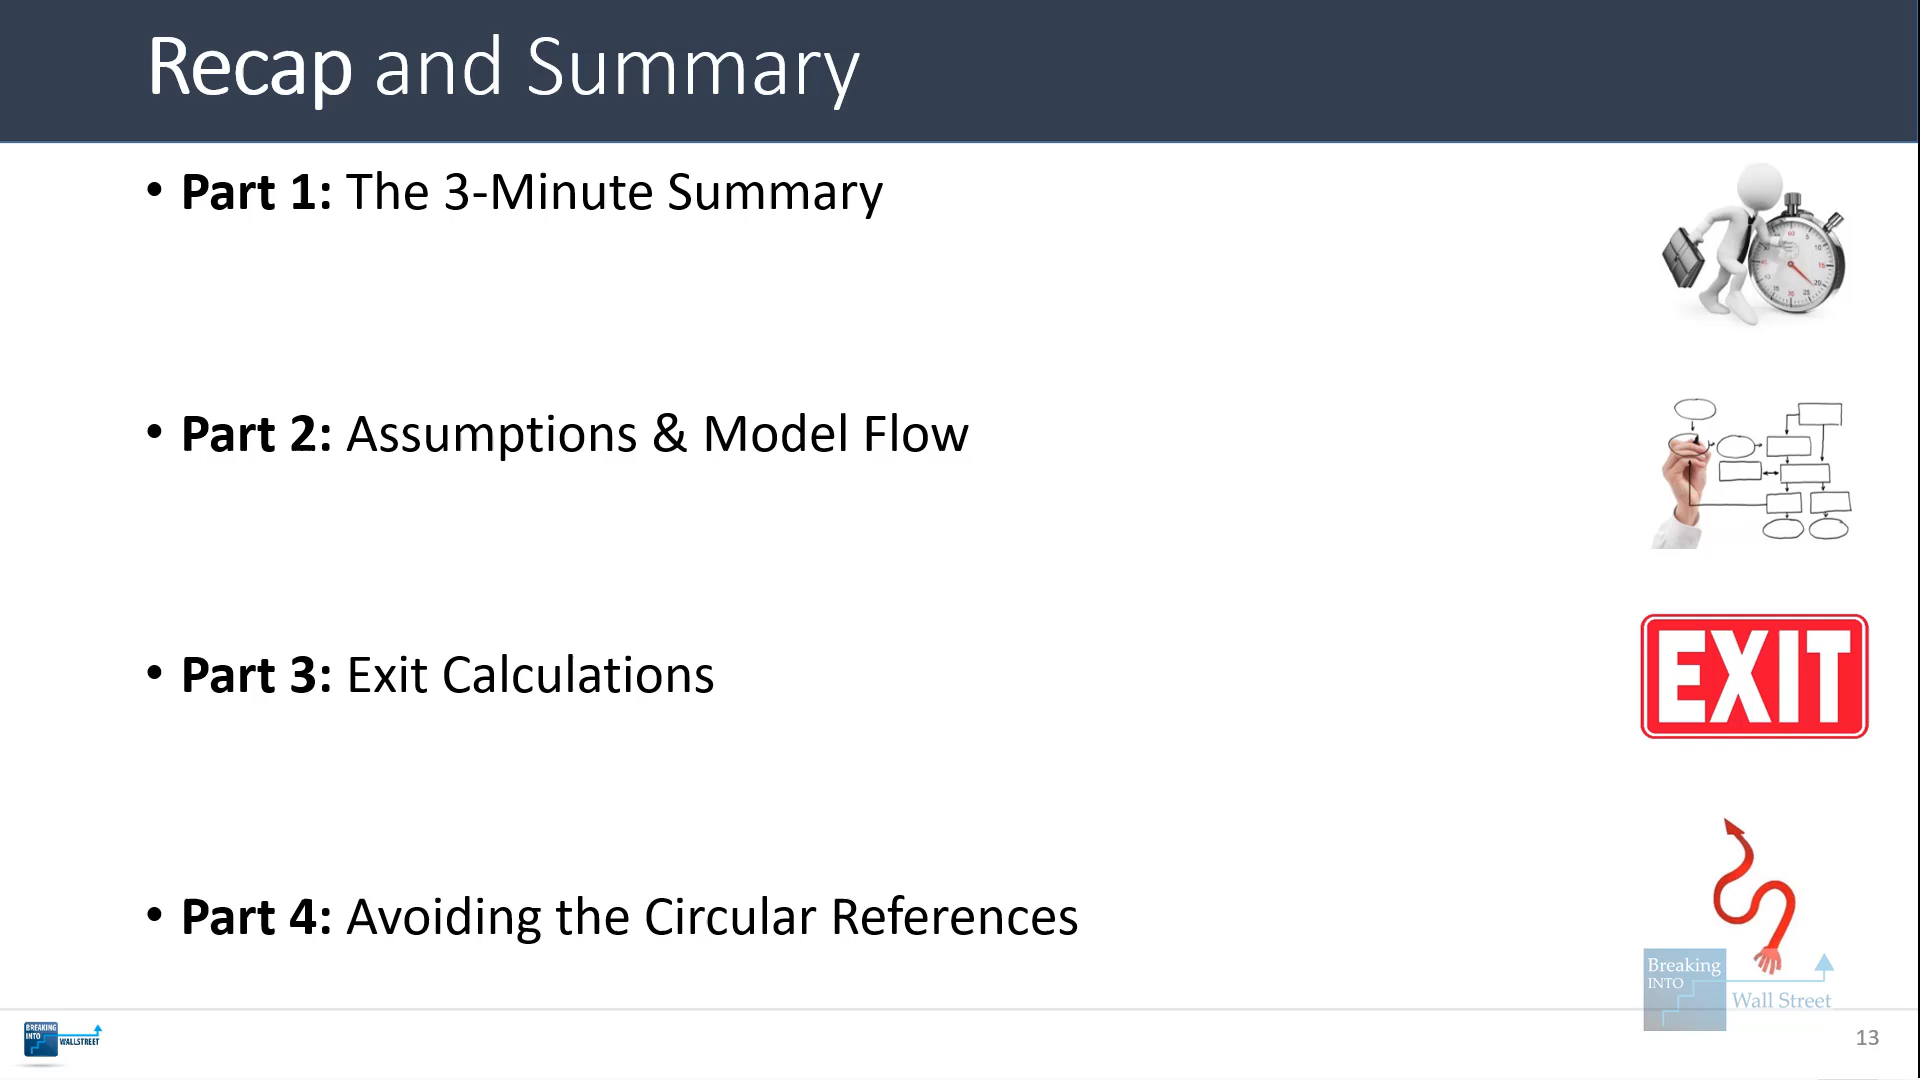 Recap and Summary
• Part 1: The 3-Minute Summary
• Part 2: Assumptions & Model Flow
• Part 3: Exit Calculations
EXIT
• Part 4: Avoiding the Circular References
Breaking
INTO
Wall Street
BREAKING
INTO
WALLSTREET
13